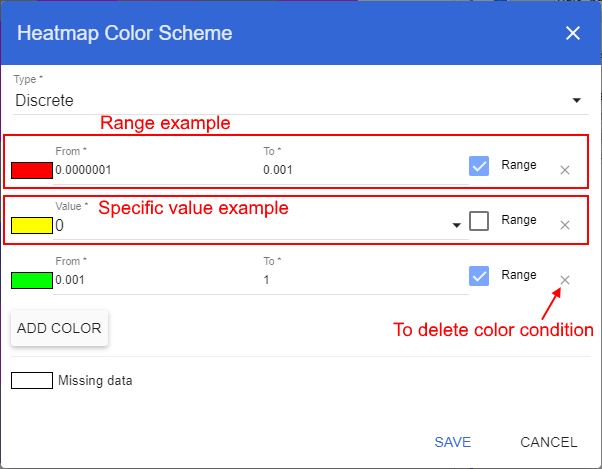 Heatmap Color Scheme
Type *
Discrete
Range example
From * To *
0.0000001 0.001 Range
Value * Specific value example
0 Range
From * To *
0.001 1 Range
ADD COLOR
To delete color condition
Missing data
SAVE CANCEL